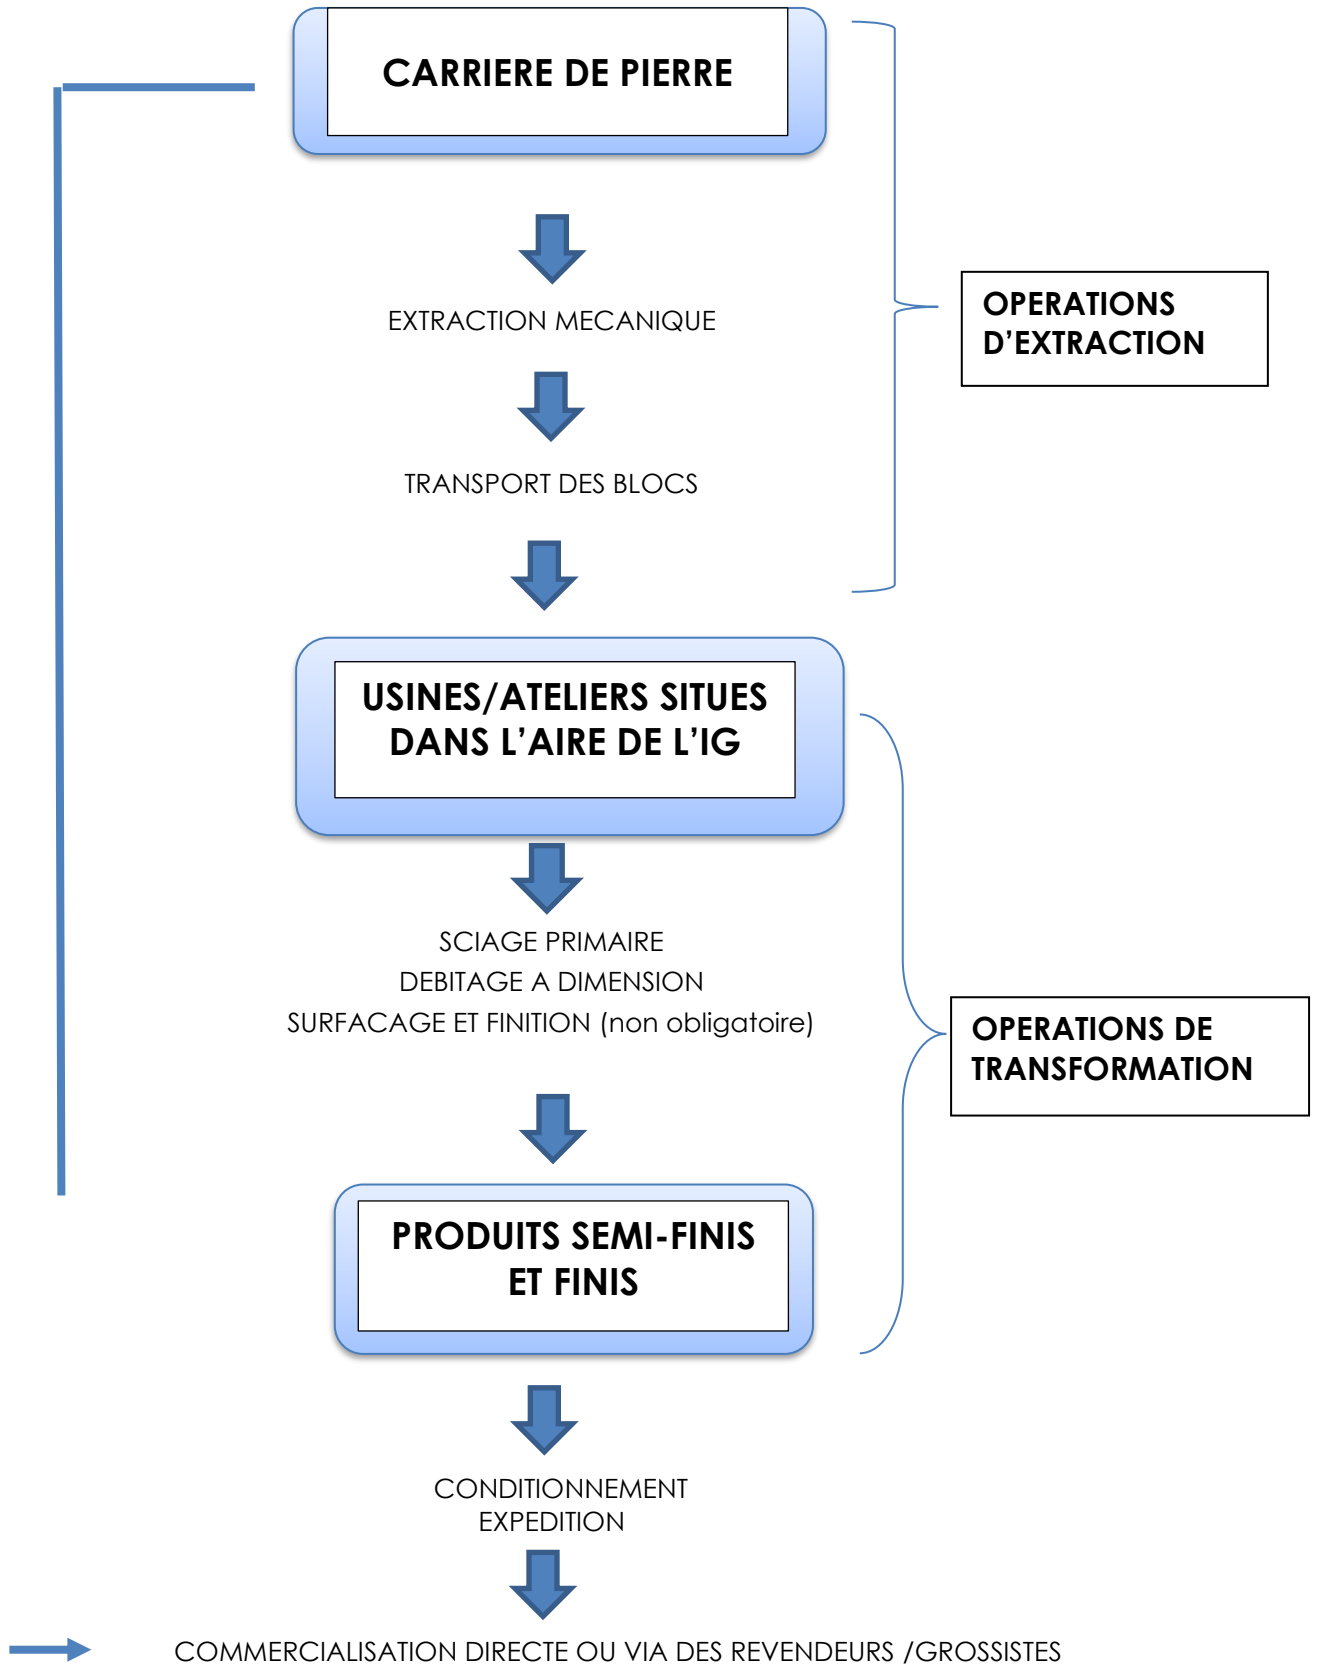 CARRIERE DE PIERRE
EXTRACTION MECANIQUE
OPERATIONS
D’EXTRACTION
TRANSPORT DES BLOCS
USINES/ATELIERS SITUES
DANS L’AIRE DE L’IG
SCIAGE PRIMAIRE
DEBITAGE A DIMENSION
SURFACAGE ET FINITION (non obligatoire)
OPERATIONS DE
TRANSFORMATION
PRODUITS SEMI-FINIS
ET FINIS
CONDITIONNEMENT
EXPEDITION
COMMERCIALISATION DIRECTE OU VIA DES REVENDEURS /GROSSISTES